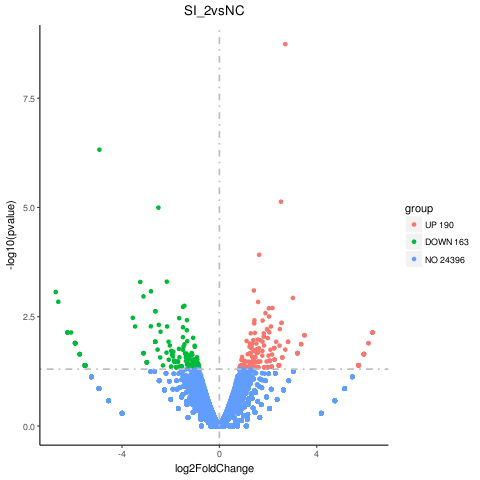 SI_2vsNC
-log10(pvalue)
7.5
5.0
2.5
0.0
-4
0
4
log2FoldChange
group
UP 190
DOWN 163
NO 24396